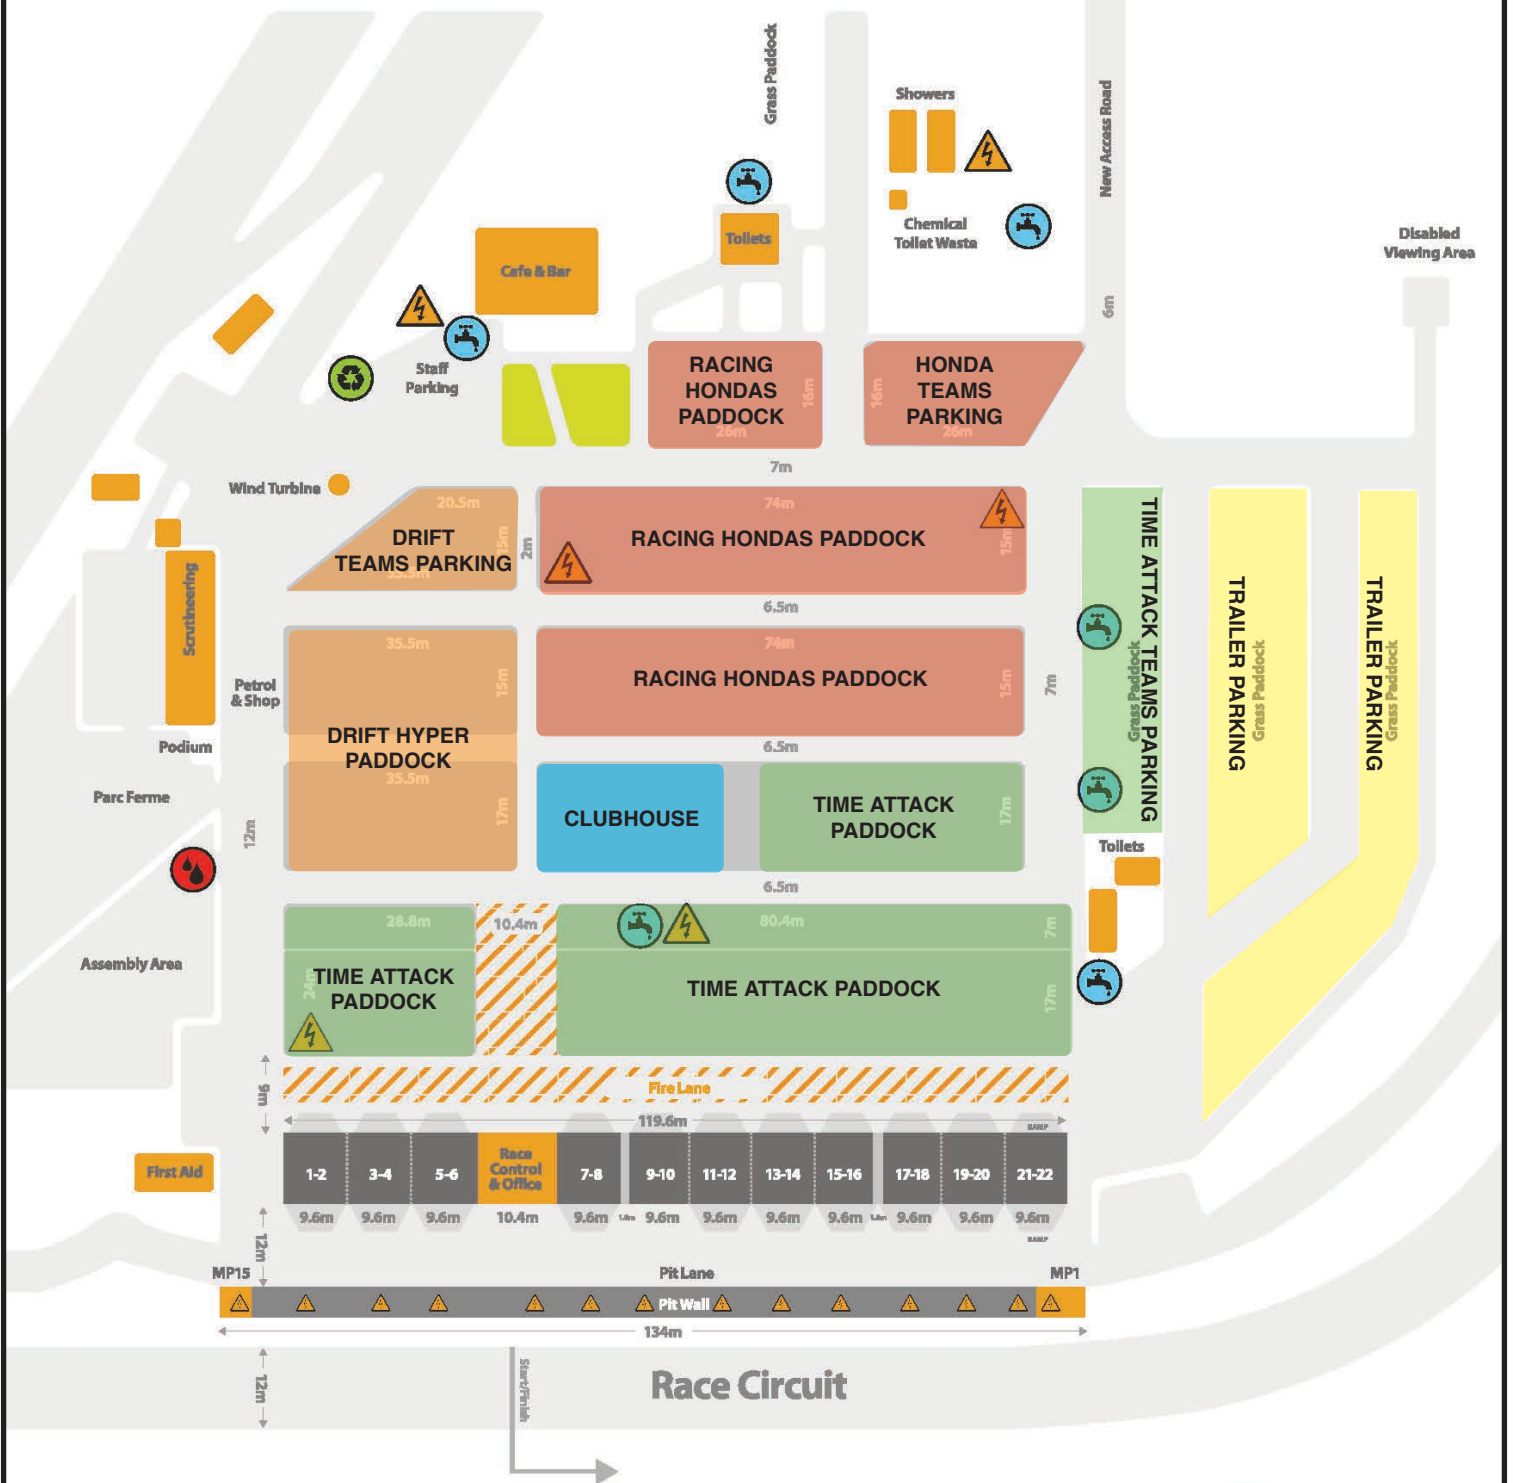 Grass Paddock
Showers
New Access Road
Chemical
Toilet Waste
Toilets
Disabled
Viewing Area
Cafe & Bar
6m
Staff
Parking
RACING
HONDAS
PADDOCK
16m
26m
HONDA
TEAMS
PARKING
16m
26m
7m
Wind Turbine
20.5m
DRIFT
TEAMS PARKING
15m
35.5m
2m
74m
RACING HONDAS PADDOCK
15m
6.5m
Scrutineering
TIME ATTACK TEAMS PARKING
Grass Paddock
TRAILER PARKING
Grass Paddock
TRAILER PARKING
Grass Paddock
35.5m
15m
DRIFT HYPER
PADDOCK
35.5m
17m
74m
RACING HONDAS PADDOCK
15m
7m
Petrol
& Shop
Podium
6.5m
Parc Ferme
12m
CLUBHOUSE
TIME ATTACK
PADDOCK
17m
Toilets
6.5m
28.8m
10.4m
80.4m
7m
Assembly Area
24m
TIME ATTACK
PADDOCK
TIME ATTACK PADDOCK
17m
9m
Fire Lane
119.6m
RAMP
First Aid
1-2
3-4
5-6
Race
Control
& Office
7-8
9-10
11-12
13-14
15-16
17-18
19-20
21-22
9.6m
9.6m
9.6m
10.4m
9.6m
9.6m
9.6m
9.6m
9.6m
9.6m
9.6m
9.6m
RAMP
12m
MP15
Pit Lane
MP1
Pit Wall
134m
12m
Start/Finish
Race Circuit